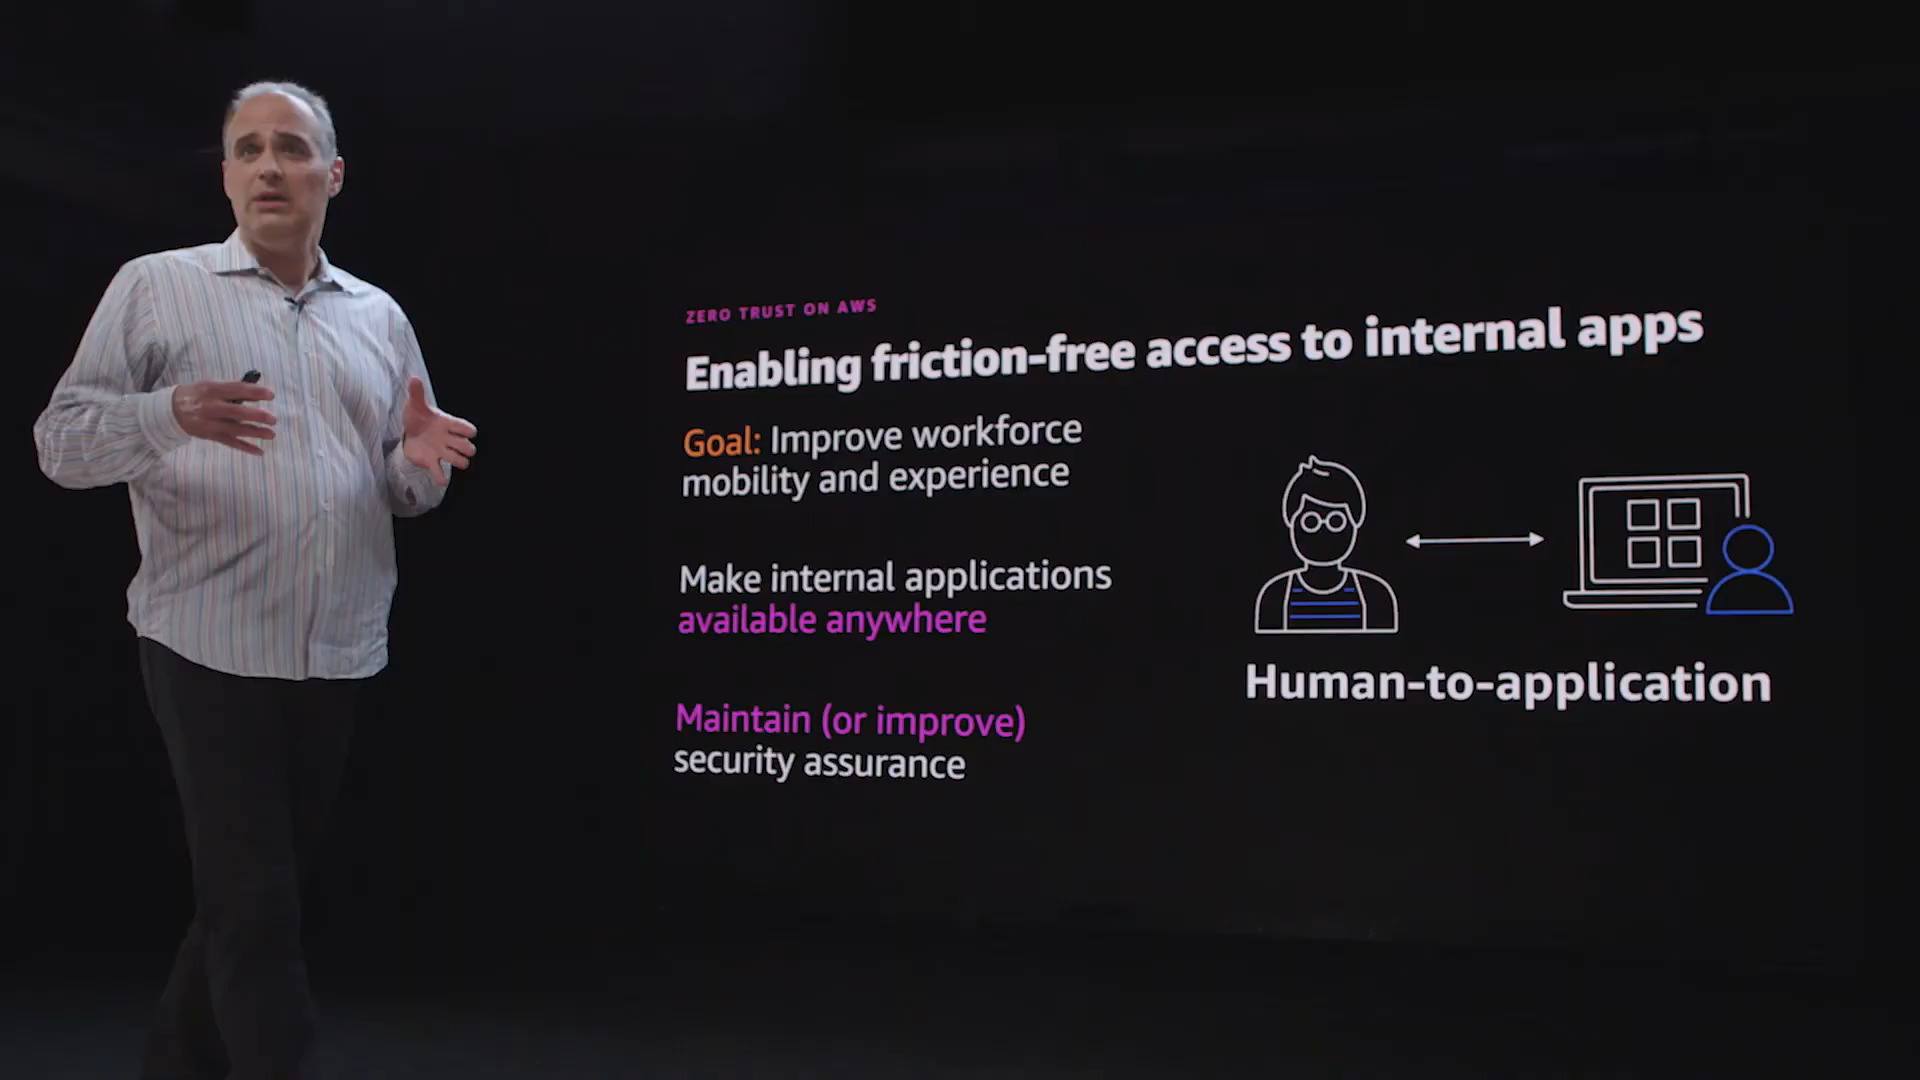 ZERO TRUST ON AWS
Enabling friction-free access to internal apps
Goal: Improve workforce
mobility and experience
Make internal applications
available anywhere
Maintain (or improve)
security assurance
Human-to-application